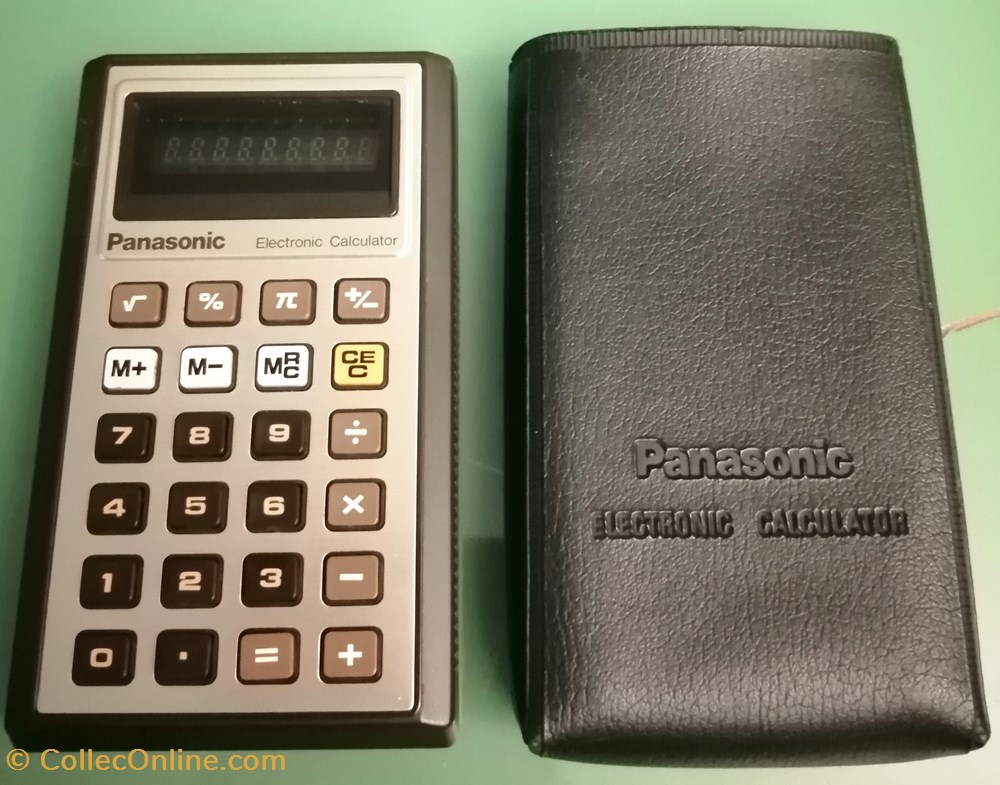 Panasonic Electronic Calculator
√ % π +/−
M+ M− MRC CE C
7 8 9 ÷
4 5 6 ×
1 2 3 −
0 . = +
Panasonic
ELECTRONIC CALCULATOR
© CollecOnline.com